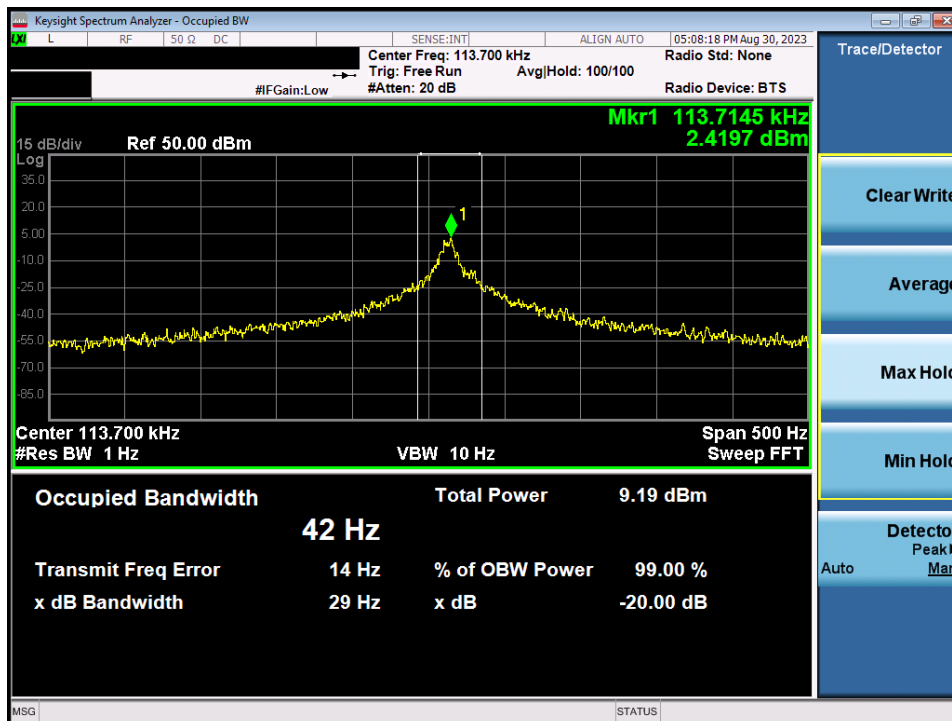 Keysight Spectrum Analyzer - Occupied BW
LXI L RF 50 Ω DC SENSE:INT ALIGN AUTO 05:08:18 PM Aug 30, 2023
Center Freq: 113.700 kHz Radio Std: None
Trig: Free Run Avg|Hold: 100/100
#IFGain:Low #Atten: 20 dB Radio Device: BTS
Mkr1 113.7145 kHz
15 dB/div Ref 50.00 dBm 2.4197 dBm
Log
35.0
20.0
5.00
-10.0
-25.0
-40.0
-55.0
-70.0
-85.0
1
Center 113.700 kHz Span 500 Hz
#Res BW 1 Hz VBW 10 Hz Sweep FFT
Occupied Bandwidth Total Power 9.19 dBm
42 Hz
Transmit Freq Error 14 Hz % of OBW Power 99.00 %
x dB Bandwidth 29 Hz x dB -20.00 dB
MSG STATUS
Trace/Detector
Clear Write
Average
Max Hold
Min Hold
Detecto
Peak
Auto Man